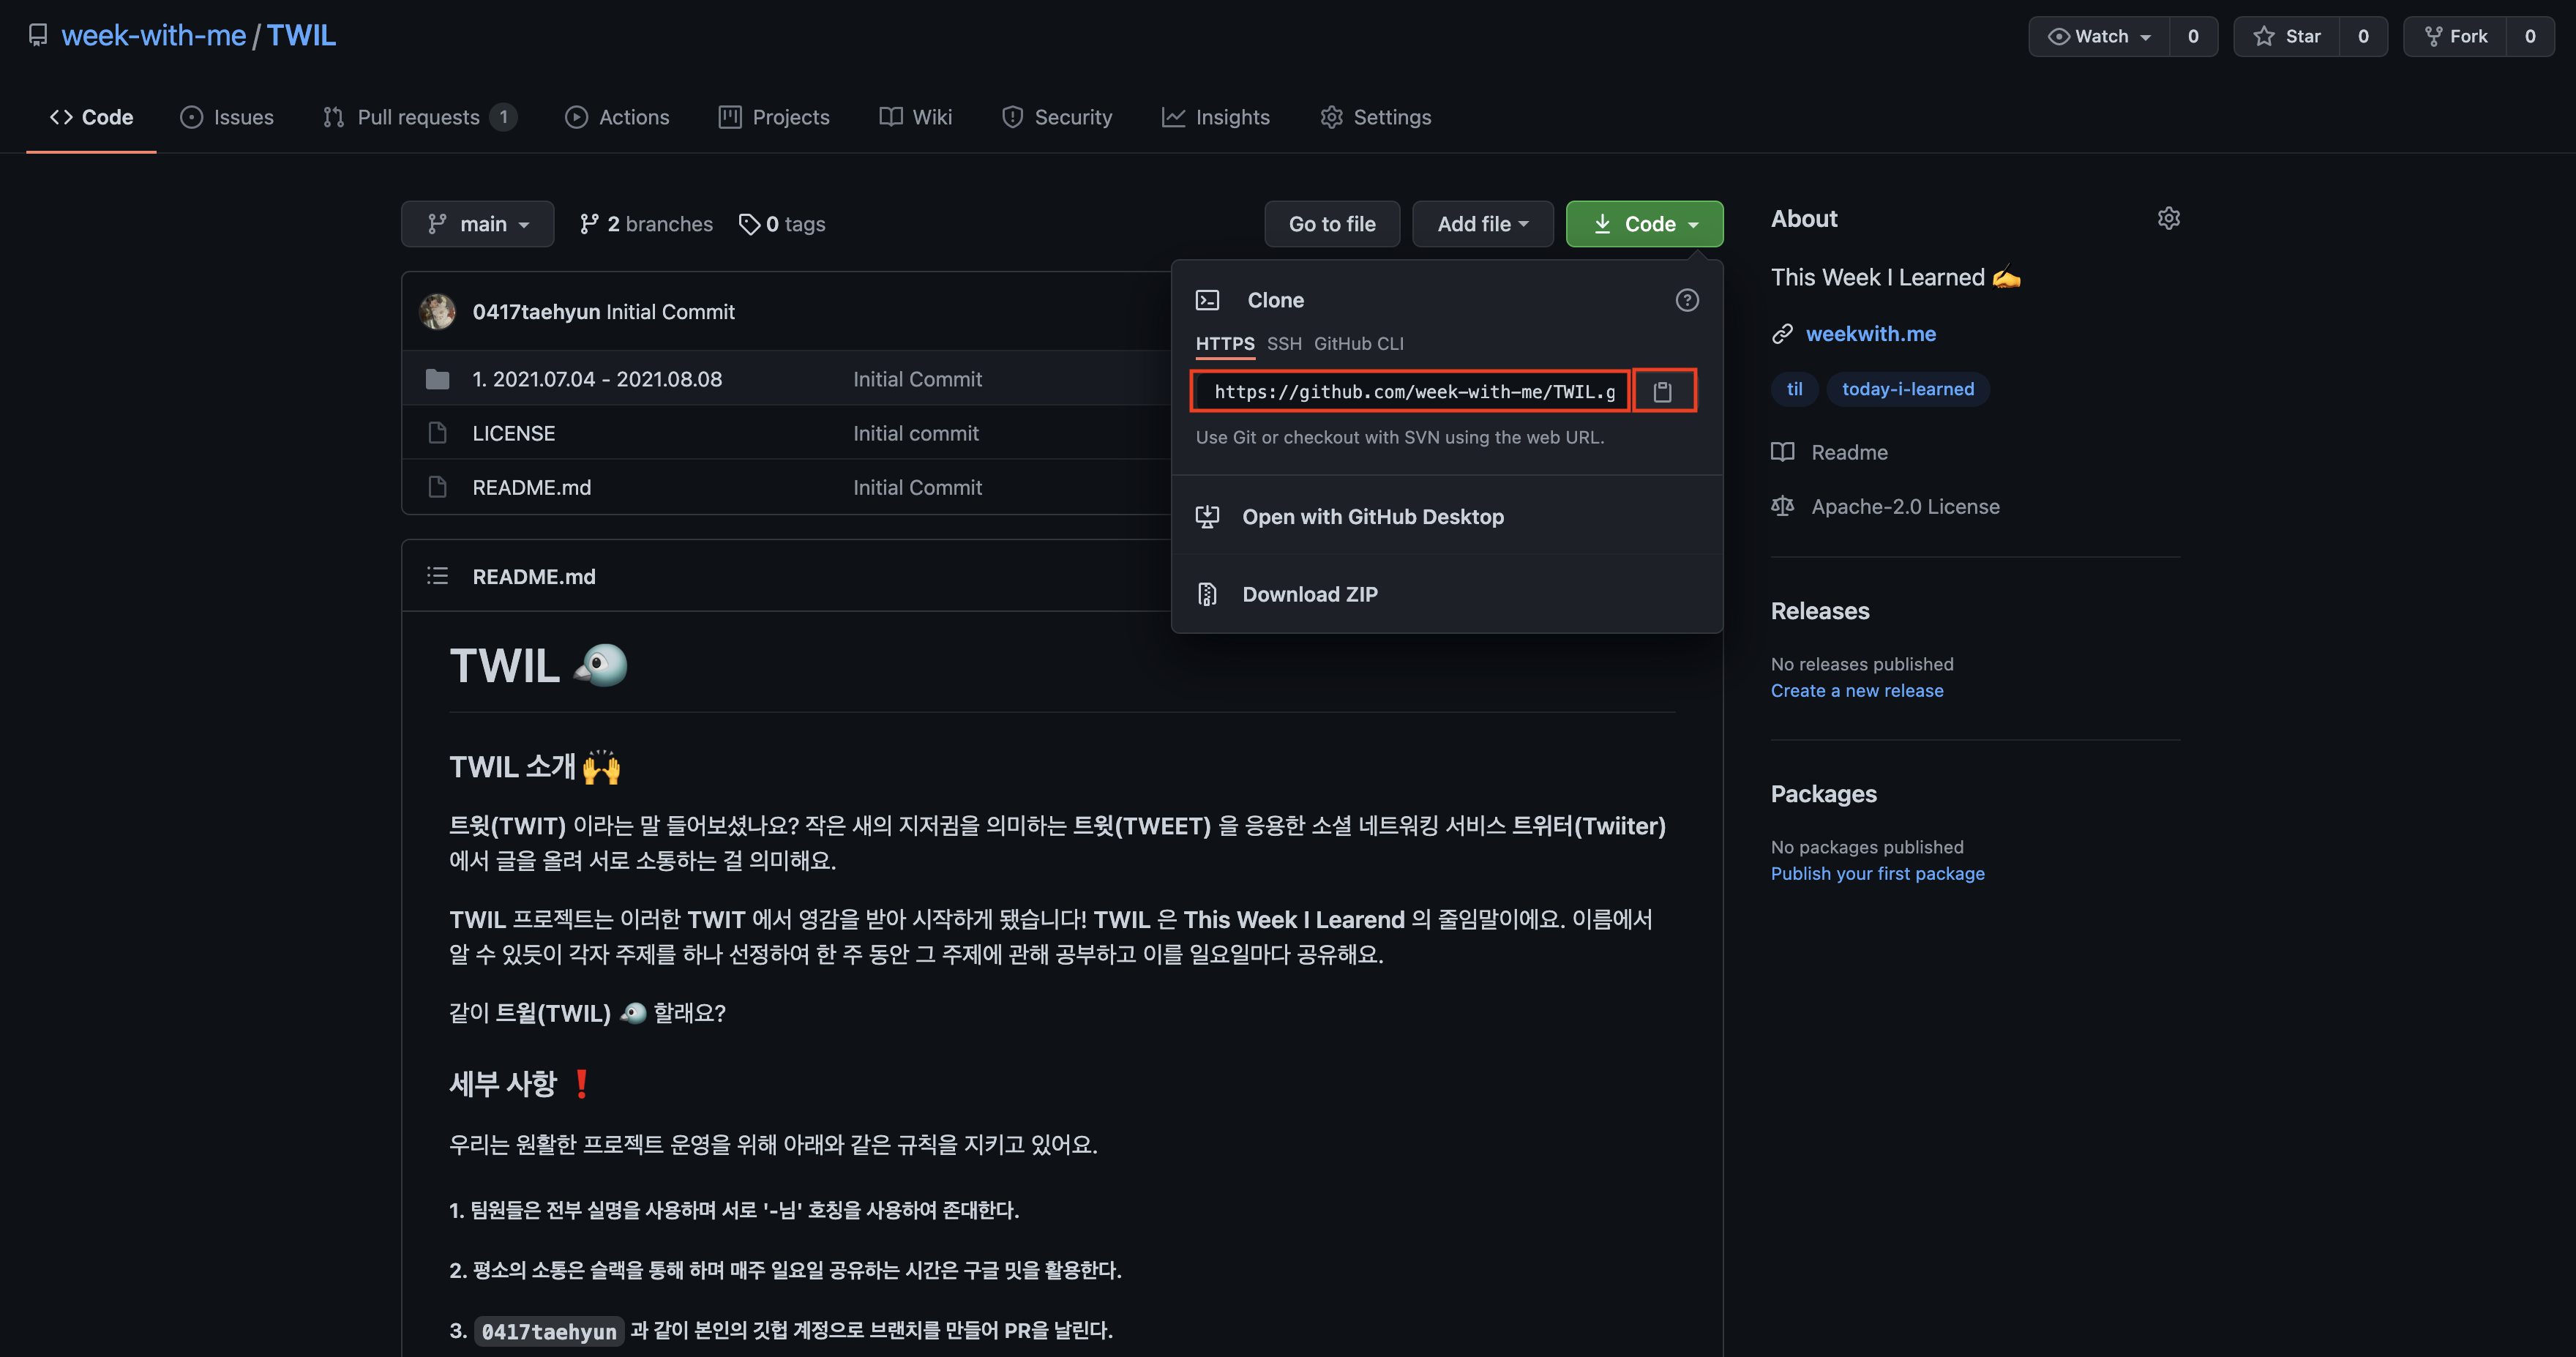 week-with-me / TWIL
Watch 0 Star 0 Fork 0
Code Issues Pull requests 1 Actions Projects Wiki Security Insights Settings
main 2 branches 0 tags Go to file Add file Code
0417taehyun Initial Commit
1. 2021.07.04 - 2021.08.08 Initial Commit
LICENSE Initial commit
README.md Initial Commit
Clone
HTTPS SSH GitHub CLI
https://github.com/week-with-me/TWIL.g
Use Git or checkout with SVN using the web URL.
Open with GitHub Desktop
Download ZIP
README.md
TWIL
TWIL 소개
트윗(TWIT) 이라는 말 들어보셨나요? 작은 새의 지저귐을 의미하는 트윗(TWEET) 을 응용한 소셜 네트워킹 서비스 트위터(Twiiter)
에서 글을 올려 서로 소통하는 걸 의미해요.
TWIL 프로젝트는 이러한 TWIT 에서 영감을 받아 시작하게 됐습니다! TWIL 은 This Week I Learend 의 줄임말이에요. 이름에서
알 수 있듯이 각자 주제를 하나 선정하여 한 주 동안 그 주제에 관해 공부하고 이를 일요일마다 공유해요.
같이 트윌(TWIL) 할래요?
세부 사항
우리는 원활한 프로젝트 운영을 위해 아래와 같은 규칙을 지키고 있어요.
1. 팀원들은 전부 실명을 사용하며 서로 '-님' 호칭을 사용하여 존대한다.
2. 평소의 소통은 슬랙을 통해 하며 매주 일요일 공유하는 시간은 구글 밋을 활용한다.
3. 0417taehyun 과 같이 본인의 깃헙 계정으로 브랜치를 만들어 PR을 날린다.
About
This Week I Learned
weekwith.me
til today-i-learned
Readme
Apache-2.0 License
Releases
No releases published
Create a new release
Packages
No packages published
Publish your first package